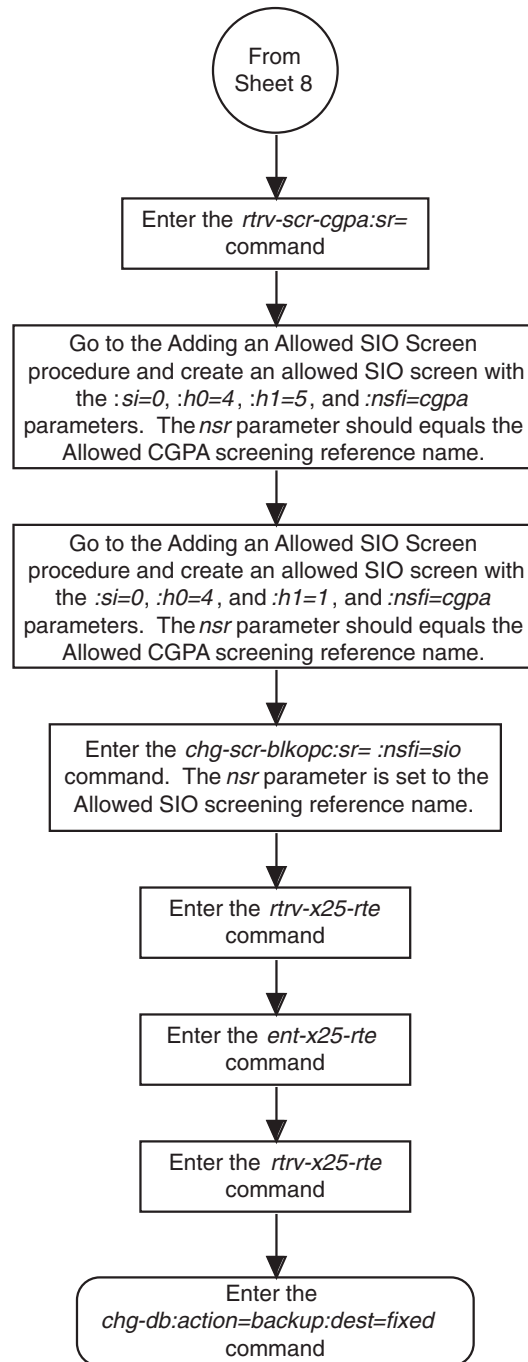 From
Sheet 8
Enter the rtrv-scr-cgpa:sr=
command
Go to the Adding an Allowed SIO Screen
procedure and create an allowed SIO screen with
the :si=0, :h0=4, :h1=5, and :nsfi=cgpa
parameters. The nsr parameter should equals the
Allowed CGPA screening reference name.
Go to the Adding an Allowed SIO Screen
procedure and create an allowed SIO screen with
the :si=0, :h0=4, and :h1=1, and :nsfi=cgpa
parameters. The nsr parameter should equals the
Allowed CGPA screening reference name.
Enter the chg-scr-blkopc:sr= :nsfi=sio
command. The nsr parameter is set to the
Allowed SIO screening reference name.
Enter the rtrv-x25-rte
command
Enter the ent-x25-rte
command
Enter the rtrv-x25-rte
command
Enter the
chg-db:action=backup:dest=fixed
command